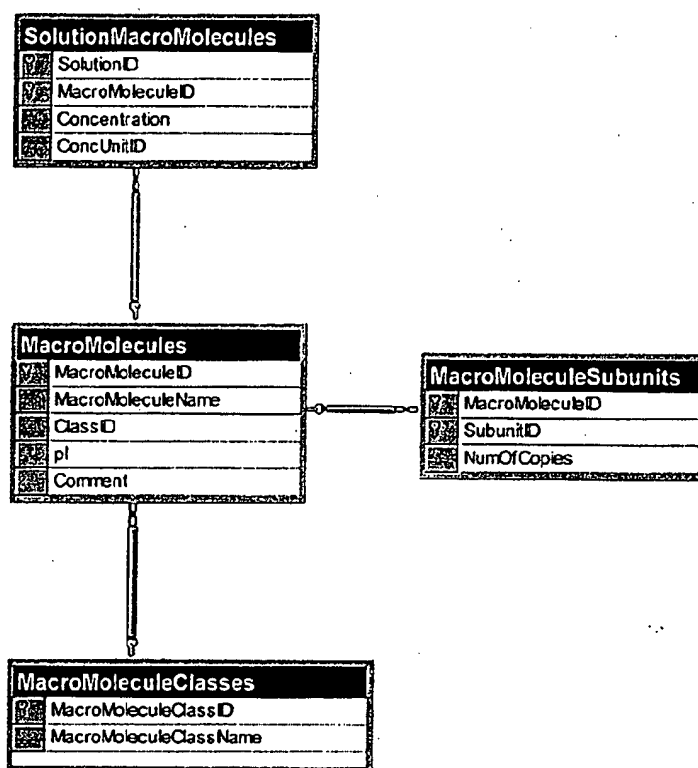 SolutionMacroMolecules
SolutionID
MacroMoleculeID
Concentration
ConcUnitID
MacroMolecules
MacroMoleculeID
MacroMoleculeName
ClassID
pI
Comment
MacroMoleculeSubunits
MacroMoleculeID
SubunitID
NumOfCopies
MacroMoleculeClasses
MacroMoleculeClassID
MacroMoleculeClassName